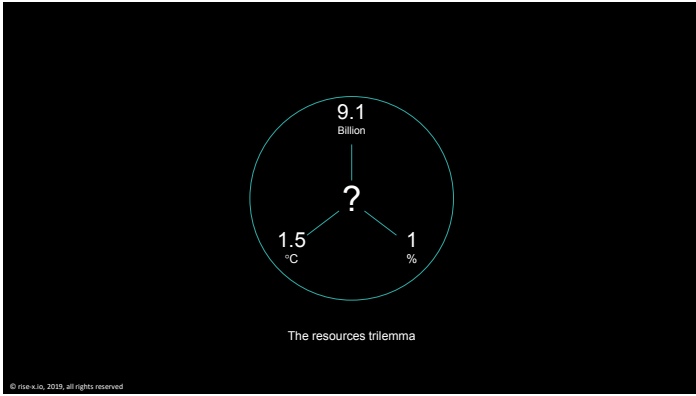 9.1
Billion
?
1.5 1
°C %
The resources trilemma
© rise-x.io, 2019, all rights reserved